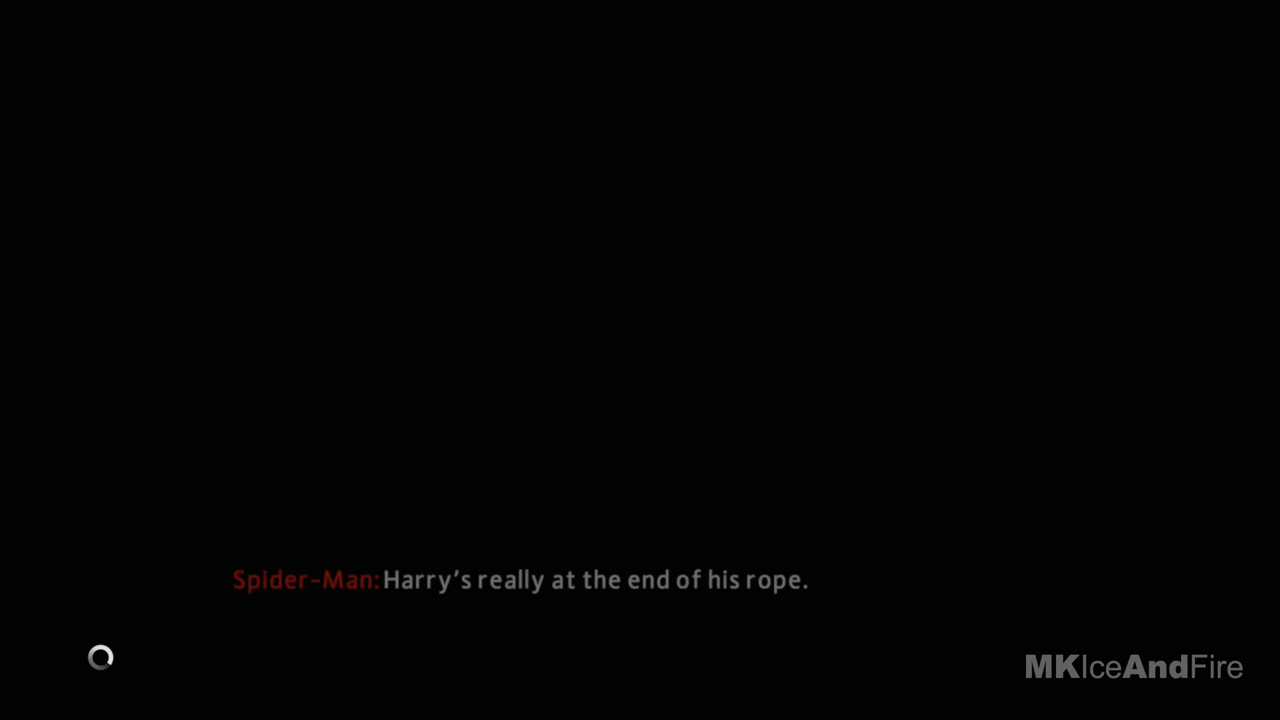 Spider-Man: Harry's really at the end of his rope.
MKIceAndFire